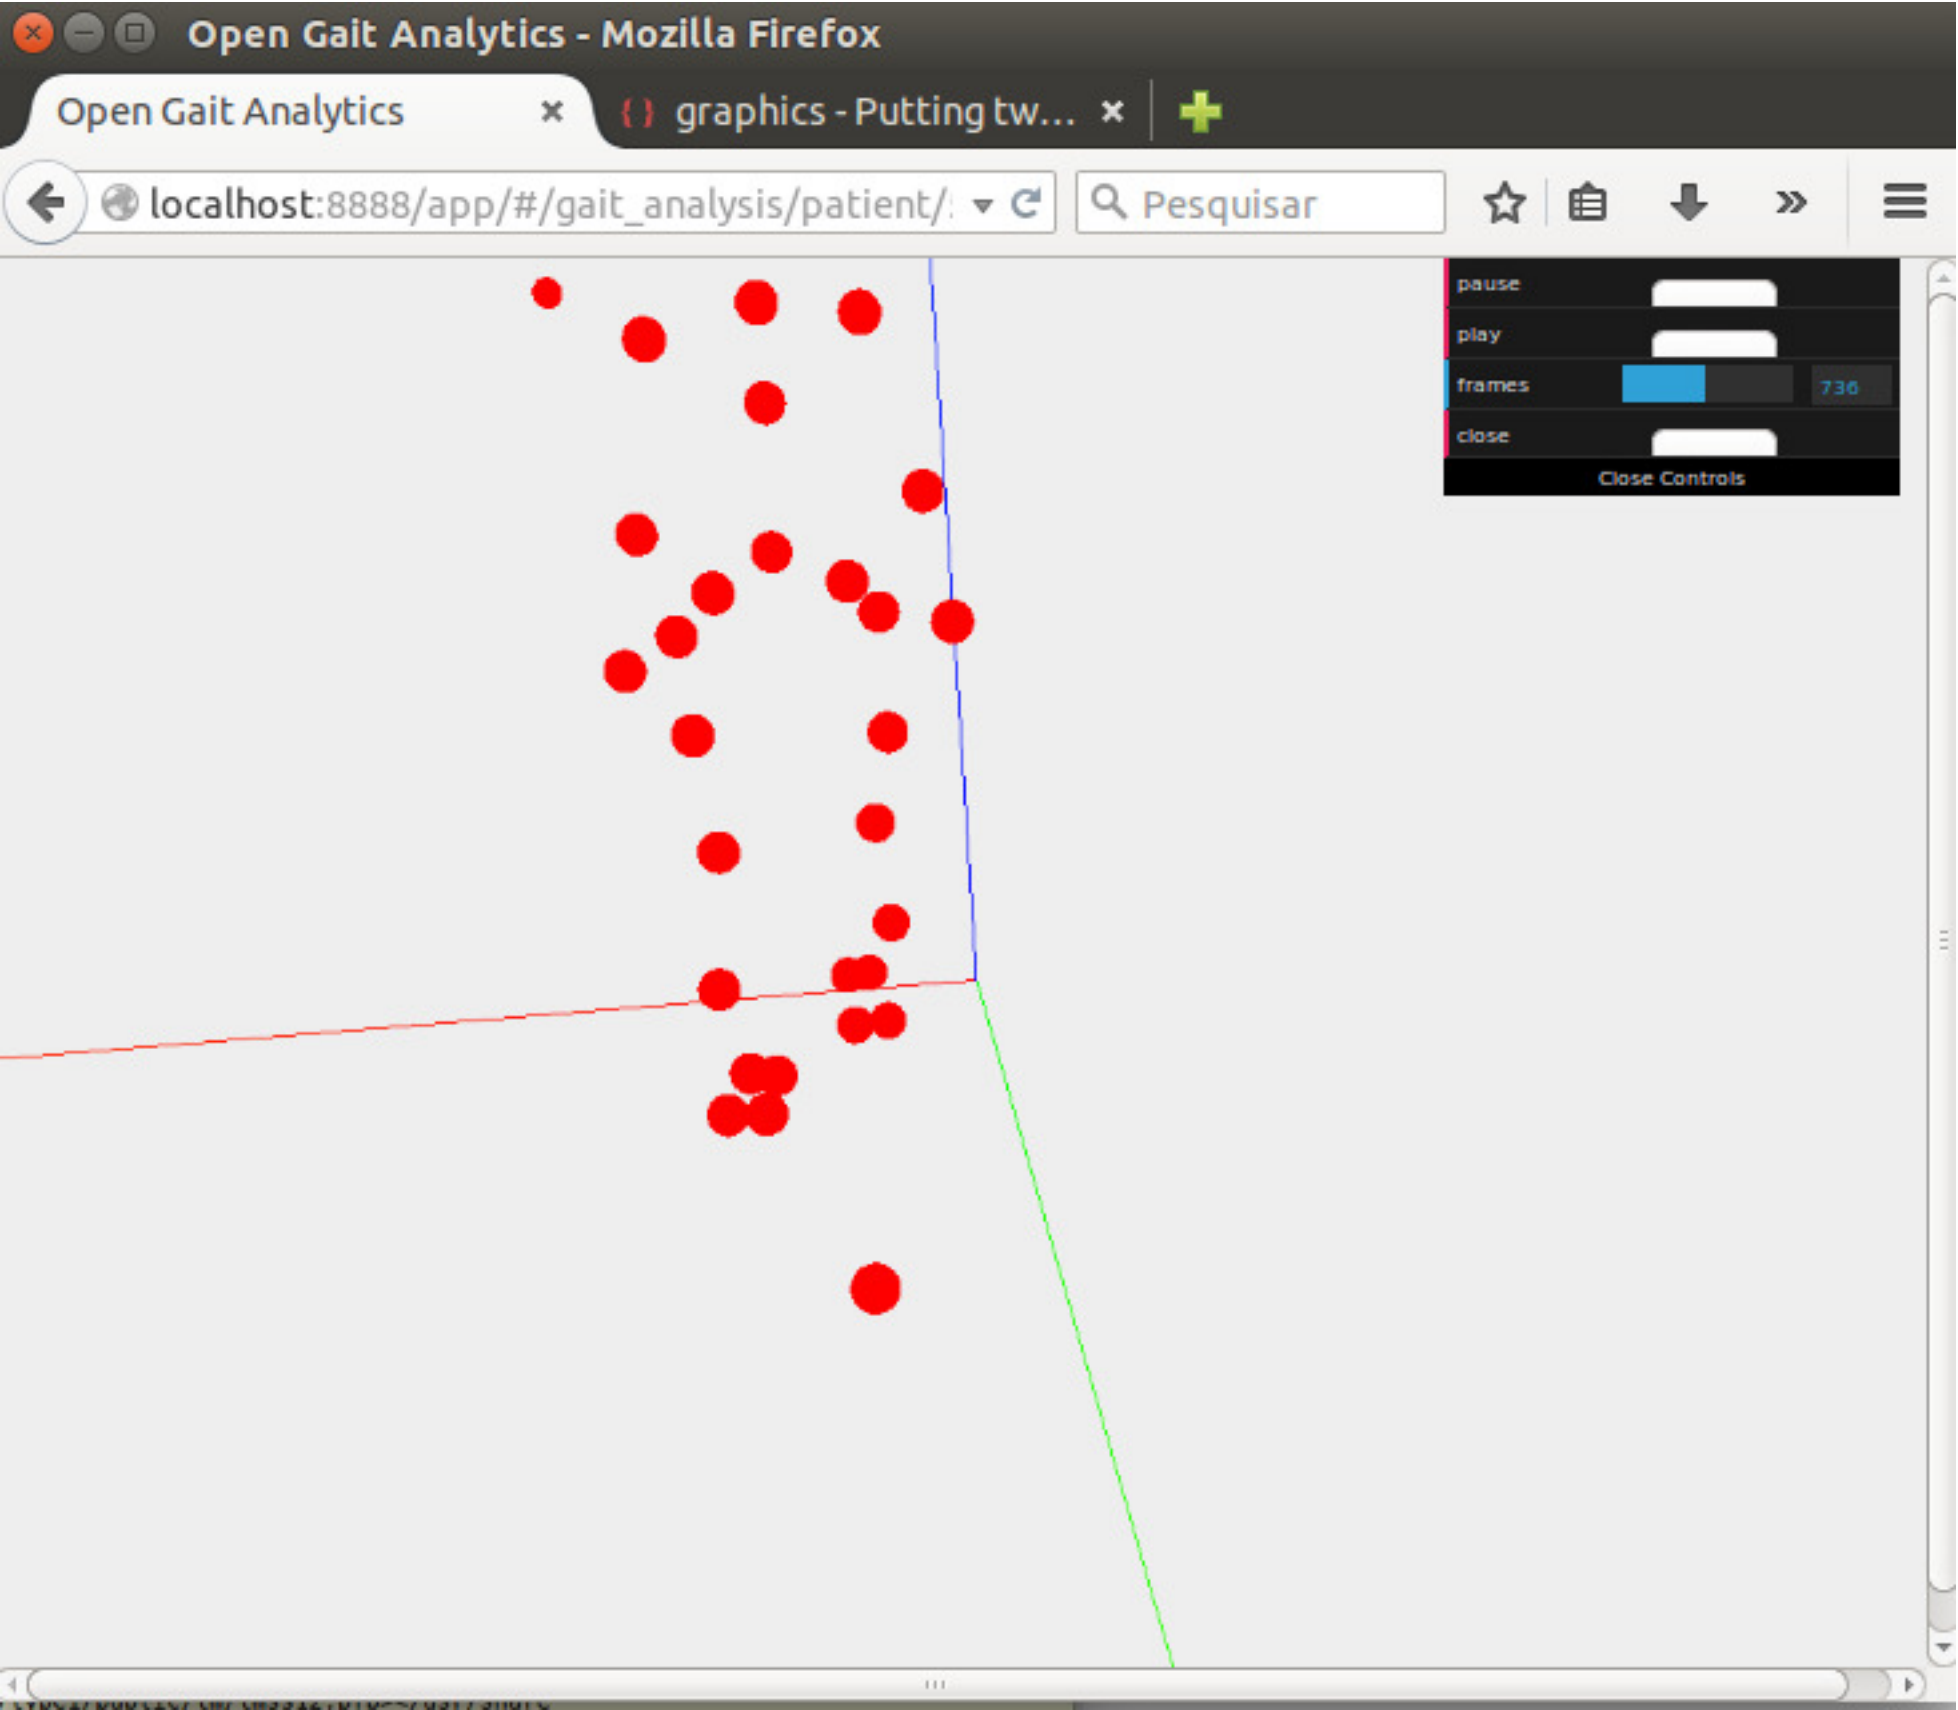 Open Gait Analytics - Mozilla Firefox
Open Gait Analytics
graphics - Putting tw...
localhost:8888/app/#/gait_analysis/patient/
Pesquisar
pause
play
frames 736
close
Close Controls